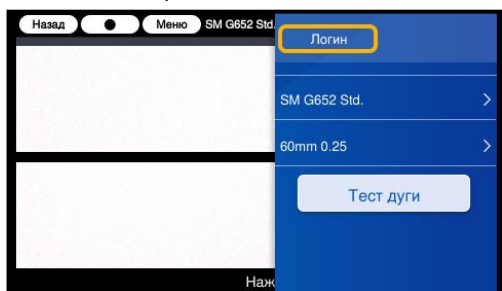 Назад Меню SM G652 Std.
Логин
SM G652 Std.
60mm 0.25
Тест дуги
Наж